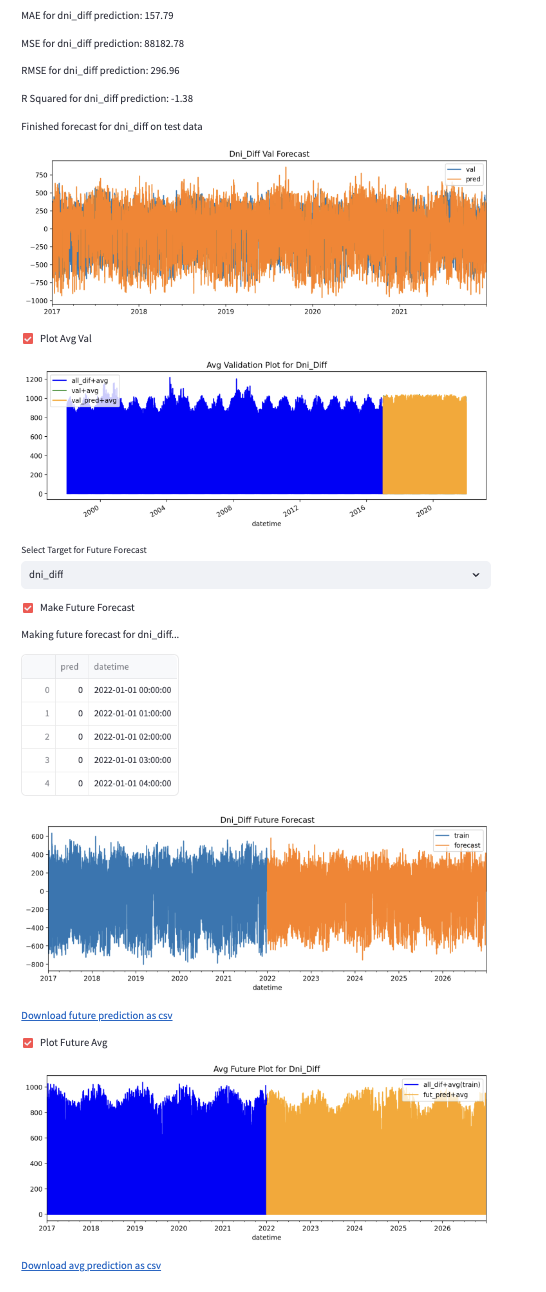 MAE for dni_diff prediction: 157.79
MSE for dni_diff prediction: 88182.78
RMSE for dni_diff prediction: 296.96
R Squared for dni_diff prediction: -1.38
Finished forecast for dni_diff on test data
Dni_Diff Val Forecast
val
pred
750
500
250
0
−250
−500
−750
−1000
2017 2018 2019 2020 2021
Plot Avg Val
Avg Validation Plot for Dni_Diff
all_dif+avg
val+avg
val_pred+avg
1200
1000
800
600
400
200
0
2000 2004 2008 2012 2016 2020
datetime
Select Target for Future Forecast
dni_diff
Make Future Forecast
Making future forecast for dni_diff...
pred datetime
0 0 2022-01-01 00:00:00
1 0 2022-01-01 01:00:00
2 0 2022-01-01 02:00:00
3 0 2022-01-01 03:00:00
4 0 2022-01-01 04:00:00
Dni_Diff Future Forecast
train
forecast
600
400
200
0
−200
−400
−600
−800
2017 2018 2019 2020 2021 2022 2023 2024 2025 2026
datetime
Download future prediction as csv
Plot Future Avg
Avg Future Plot for Dni_Diff
all_dif+avg(train)
fut_pred+avg
1000
800
600
400
200
0
2017 2018 2019 2020 2021 2022 2023 2024 2025 2026
datetime
Download avg prediction as csv